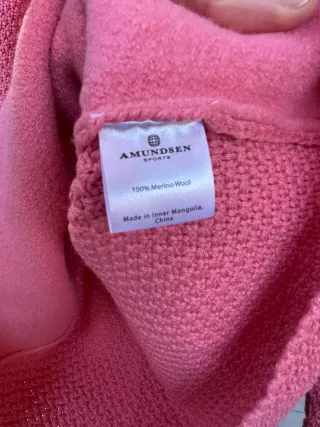 AMUNDSEN
SPORTS
100% Merino Wool
Made in Inner Mongolia,
China